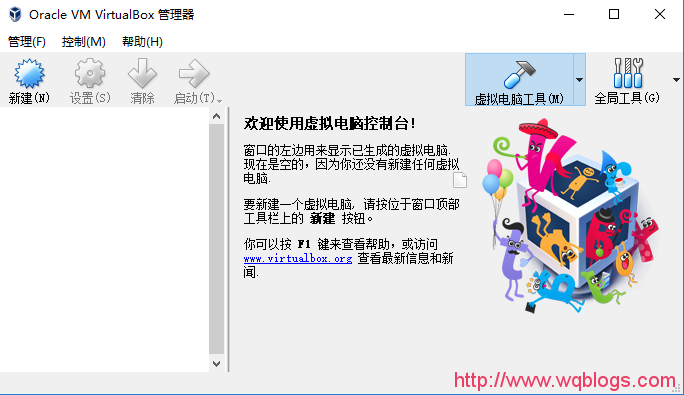 Oracle VM VirtualBox 管理器
管理(F) 控制(M) 帮助(H)
新建(N) 设置(S) 清除 启动(T) 虚拟电脑工具(M) 全局工具(G)
欢迎使用虚拟电脑控制台!
窗口的左边用来显示已生成的虚拟电脑.
现在是空的, 因为你还没有新建任何虚拟
电脑.
要新建一个虚拟电脑, 请按位于窗口顶部
工具栏上的 新建 按钮。
你可以按 F1 键来查看帮助, 或访问
www.virtualbox.org 查看最新信息和新
闻.
http://www.wqblogs.com